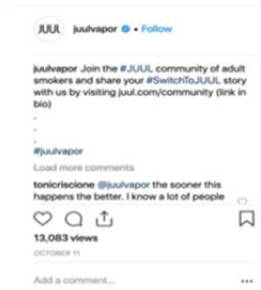 JUUL juulvapor • Follow
juulvapor Join the #JUUL community of adult
smokers and share your #SwitchToJUUL story
with us by visiting juul.com/community (link in
bio)
.
.
.
#juulvapor
Load more comments
toniricriscione @juulvapor the sooner this
happens the better. I know a lot of people
13,083 views
OCTOBER 11
Add a comment...